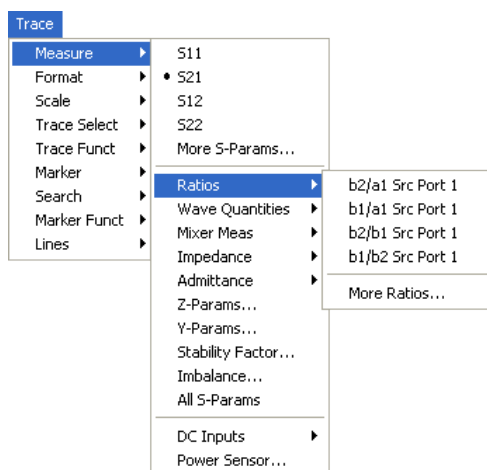 Trace
Measure
Format
Scale
Trace Select
Trace Funct
Marker
Search
Marker Funct
Lines
S11
S21
S12
S22
More S-Params...
Ratios
Wave Quantities
Mixer Meas
Impedance
Admittance
Z-Params...
Y-Params...
Stability Factor...
Imbalance...
All S-Params
DC Inputs
Power Sensor...
b2/a1 Src Port 1
b1/a1 Src Port 1
b2/b1 Src Port 1
b1/b2 Src Port 1
More Ratios...